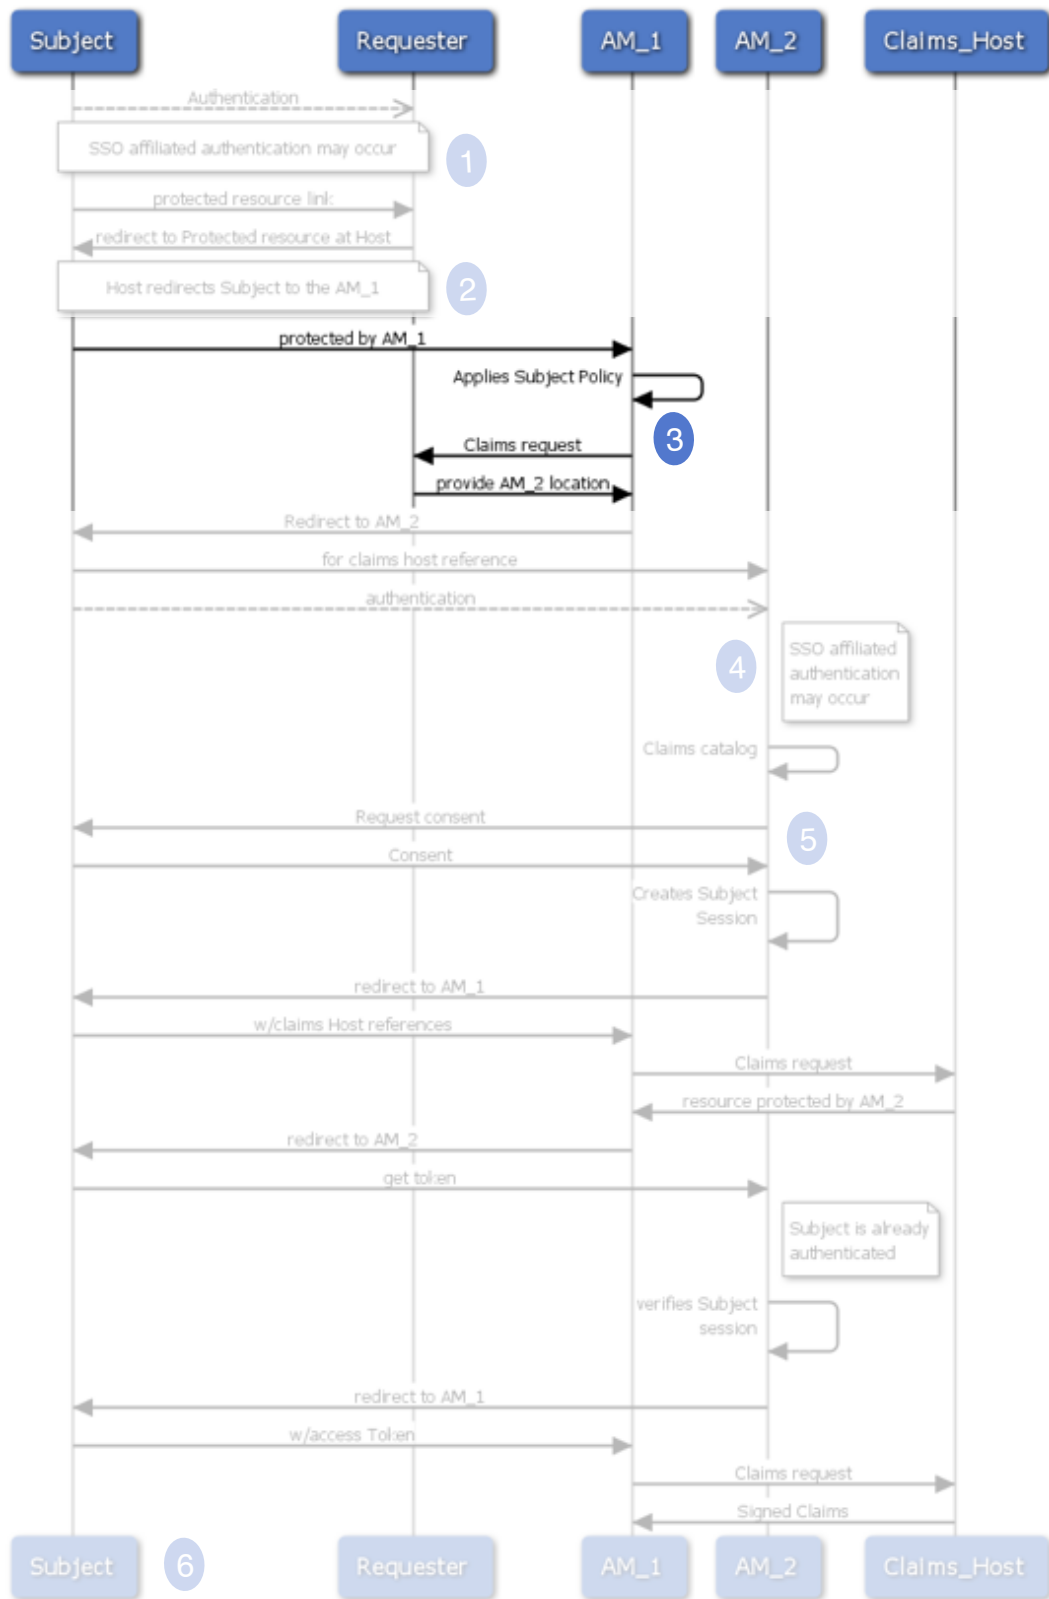 Subject Requester AM_1 AM_2 Claims_Host
Authentication
SSO affiliated authentication may occur
1
protected resource link
redirect to Protected resource at Host
Host redirects Subject to the AM_1
2
protected by AM_1
Applies Subject Policy
3
Claims request
provide AM_2 location
Redirect to AM_2
for claims host reference
authentication
SSO affiliated
authentication
may occur
4
Claims catalog
Request consent
5
Consent
Creates Subject
Session
redirect to AM_1
w/claims Host references
Claims request
resource protected by AM_2
redirect to AM_2
get token
Subject is already
authenticated
verifies Subject
session
redirect to AM_1
w/access Token
Claims request
Signed Claims
Subject 6 Requester AM_1 AM_2 Claims_Host